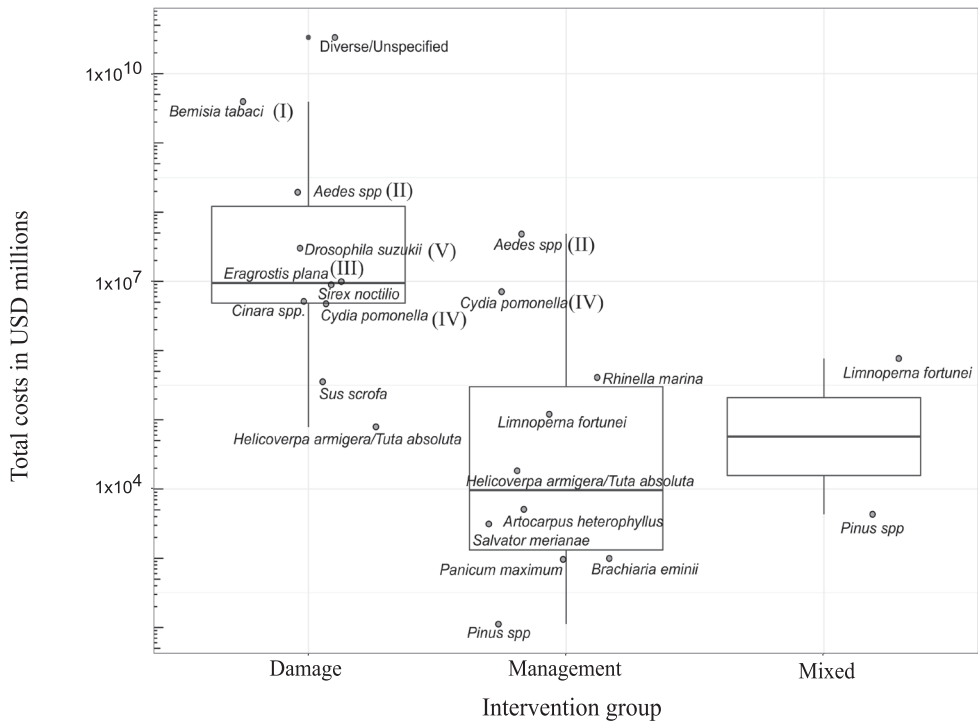 1x10^10
Diverse/Unspecified
Bemisia tabaci (I)
Aedes spp (II)
Drosophila suzukii (V)
Aedes spp (II)
Eragrostis plana (III)
1x10^7
Sirex noctilio
Cydia pomonella (IV)
Cinara spp.
Cydia pomonella (IV)
Limnoperna fortunei
Rhinella marina
Sus scrofa
Limnoperna fortunei
Helicoverpa armigera/Tuta absoluta
Helicoverpa armigera/Tuta absoluta
1x10^4
Artocarpus heterophyllus
Pinus spp
Salvator merianae
Panicum maximum
Brachiaria eminii
Pinus spp
Damage
Management
Mixed
Intervention group
Total costs in USD millions